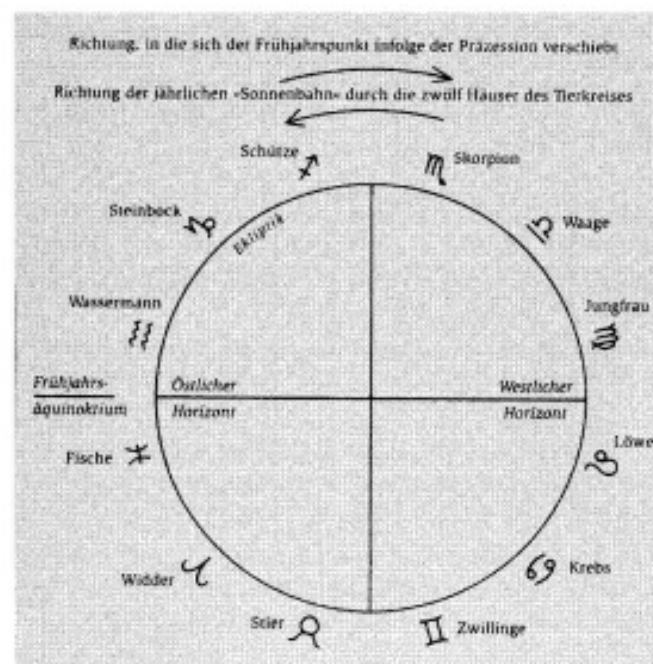 Richtung, in die sich der Frühjahrspunkt infolge der Präzession verschiebt
Richtung der jährlichen »Sonnenbahn« durch die zwölf Häuser des Tierkreises
Schütze
Skorpion
Steinbock
Ekliptik
Waage
Wassermann
Jungfrau
Frühjahrs-
äquinoktium
Östlicher
Horizont
Westlicher
Horizont
Fische
Löwe
Widder
Krebs
Stier
Zwillinge